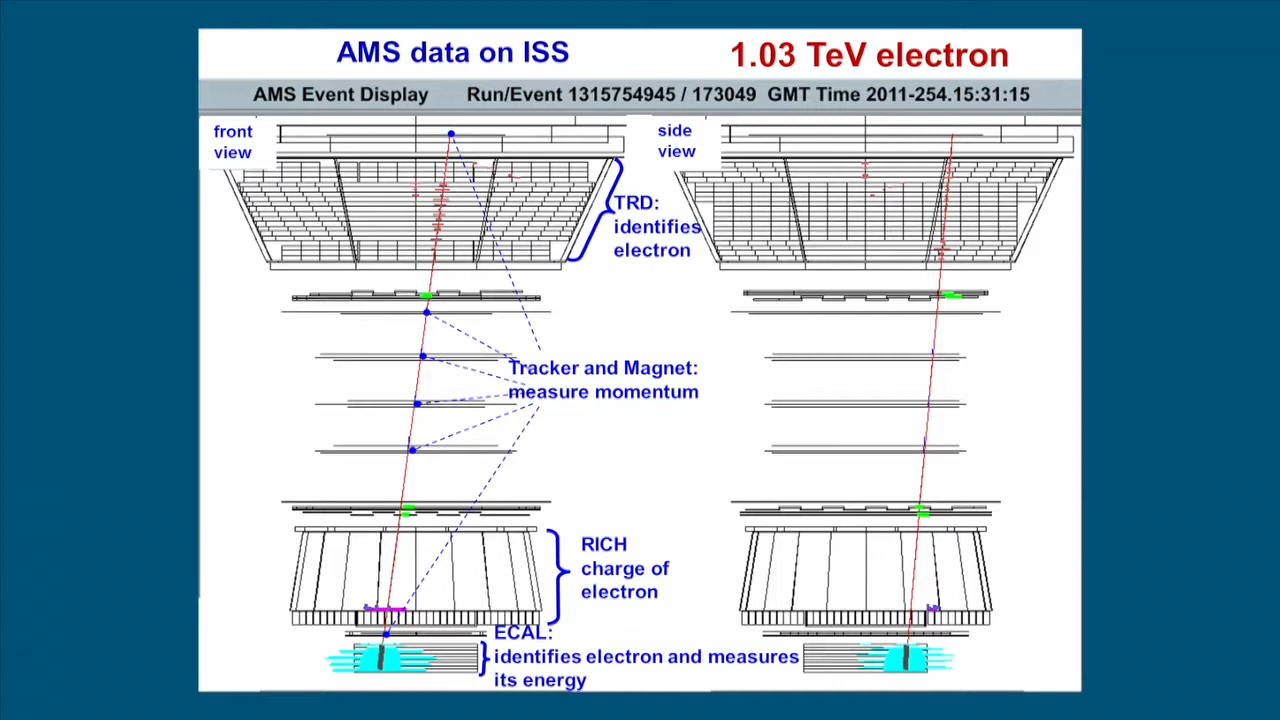 AMS data on ISS
1.03 TeV electron
AMS Event Display Run/Event 1315754945 / 173049 GMT Time 2011-254.15:31:15
front
view
side
view
TRD:
identifies
electron
Tracker and Magnet:
measure momentum
RICH
charge of
electron
ECAL:
identifies electron and measures
its energy